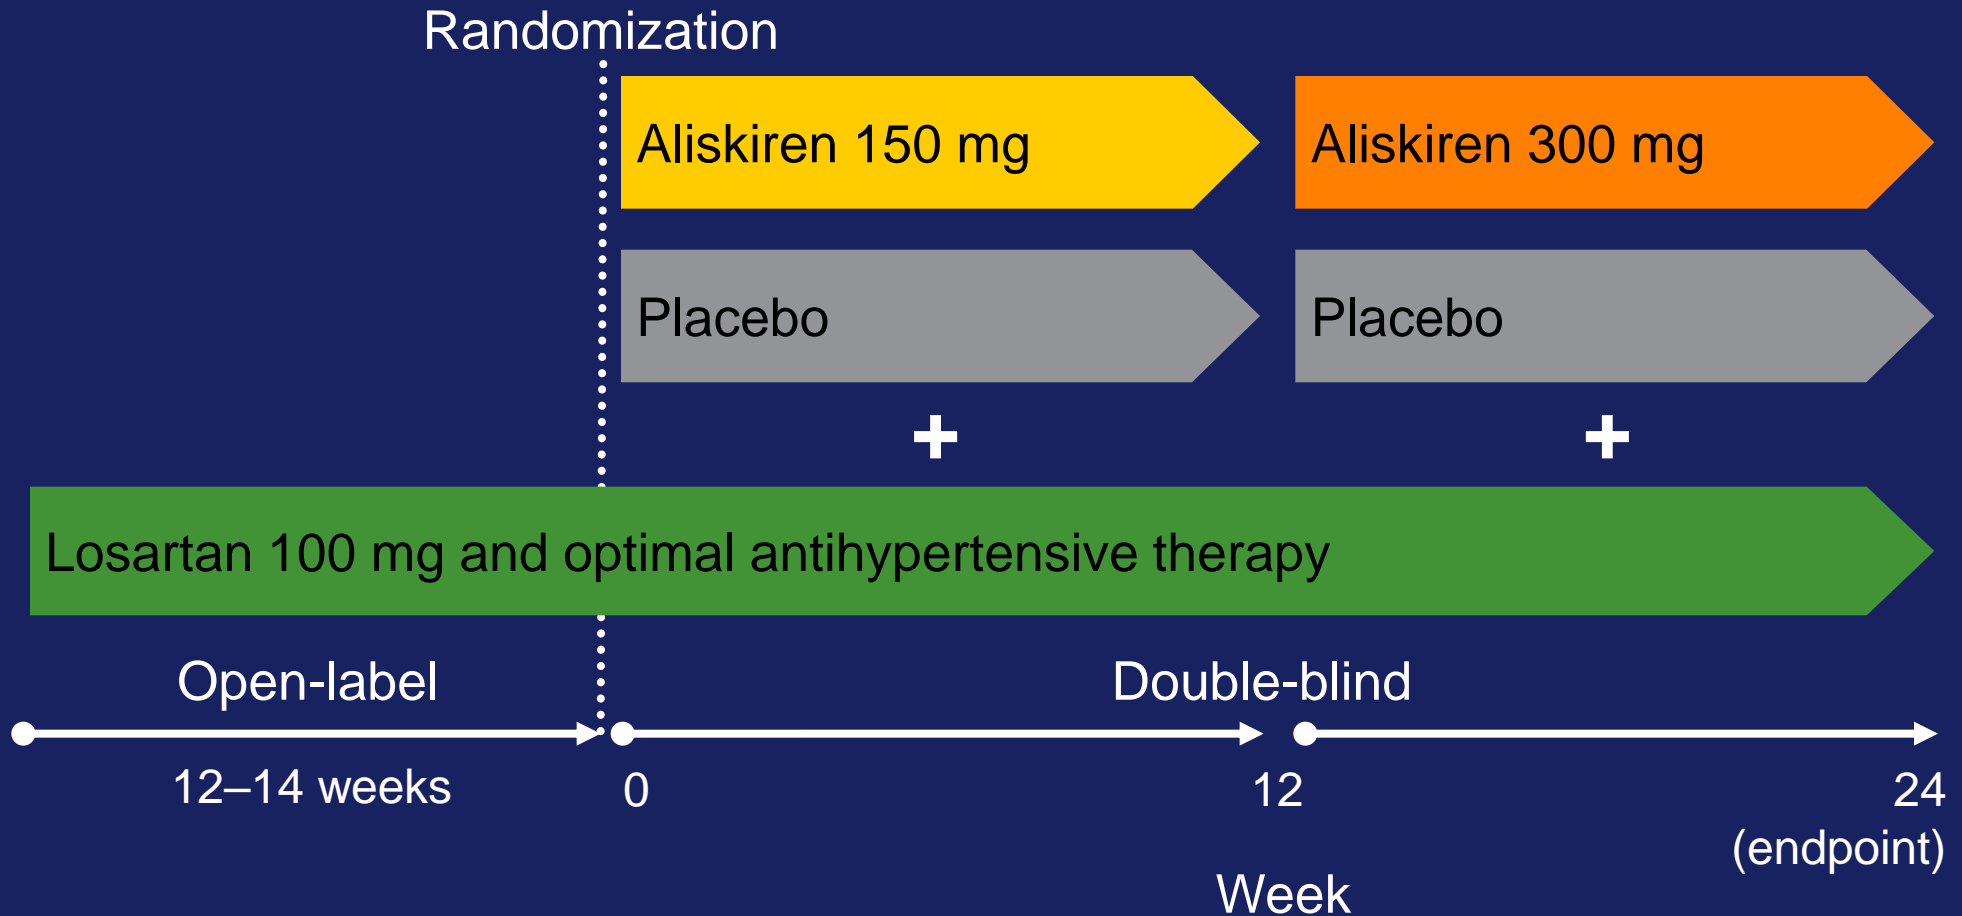 Randomization
Aliskiren 150 mg
Aliskiren 300 mg
Placebo
Placebo
+
+
Losartan 100 mg and optimal antihypertensive therapy
Open-label
Double-blind
12–14 weeks
0
12
24
(endpoint)
Week